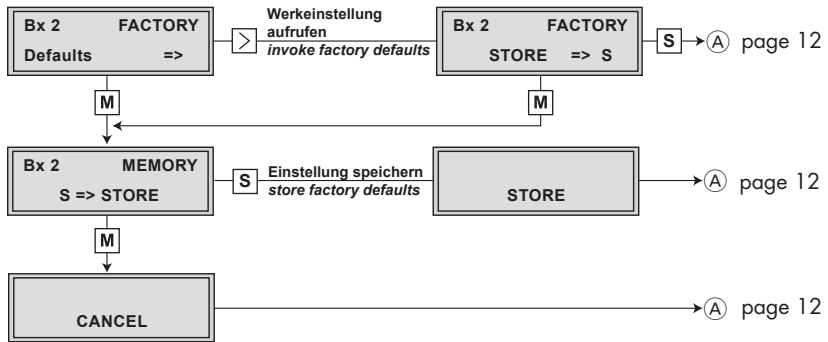 Bx 2 FACTORY
Defaults =>
>
Werkeinstellung
aufrufen
invoke factory defaults
Bx 2 FACTORY
STORE => S
S
A page 12
M
M
Bx 2 MEMORY
S => STORE
S
Einstellung speichern
store factory defaults
STORE
A page 12
M
CANCEL
A page 12